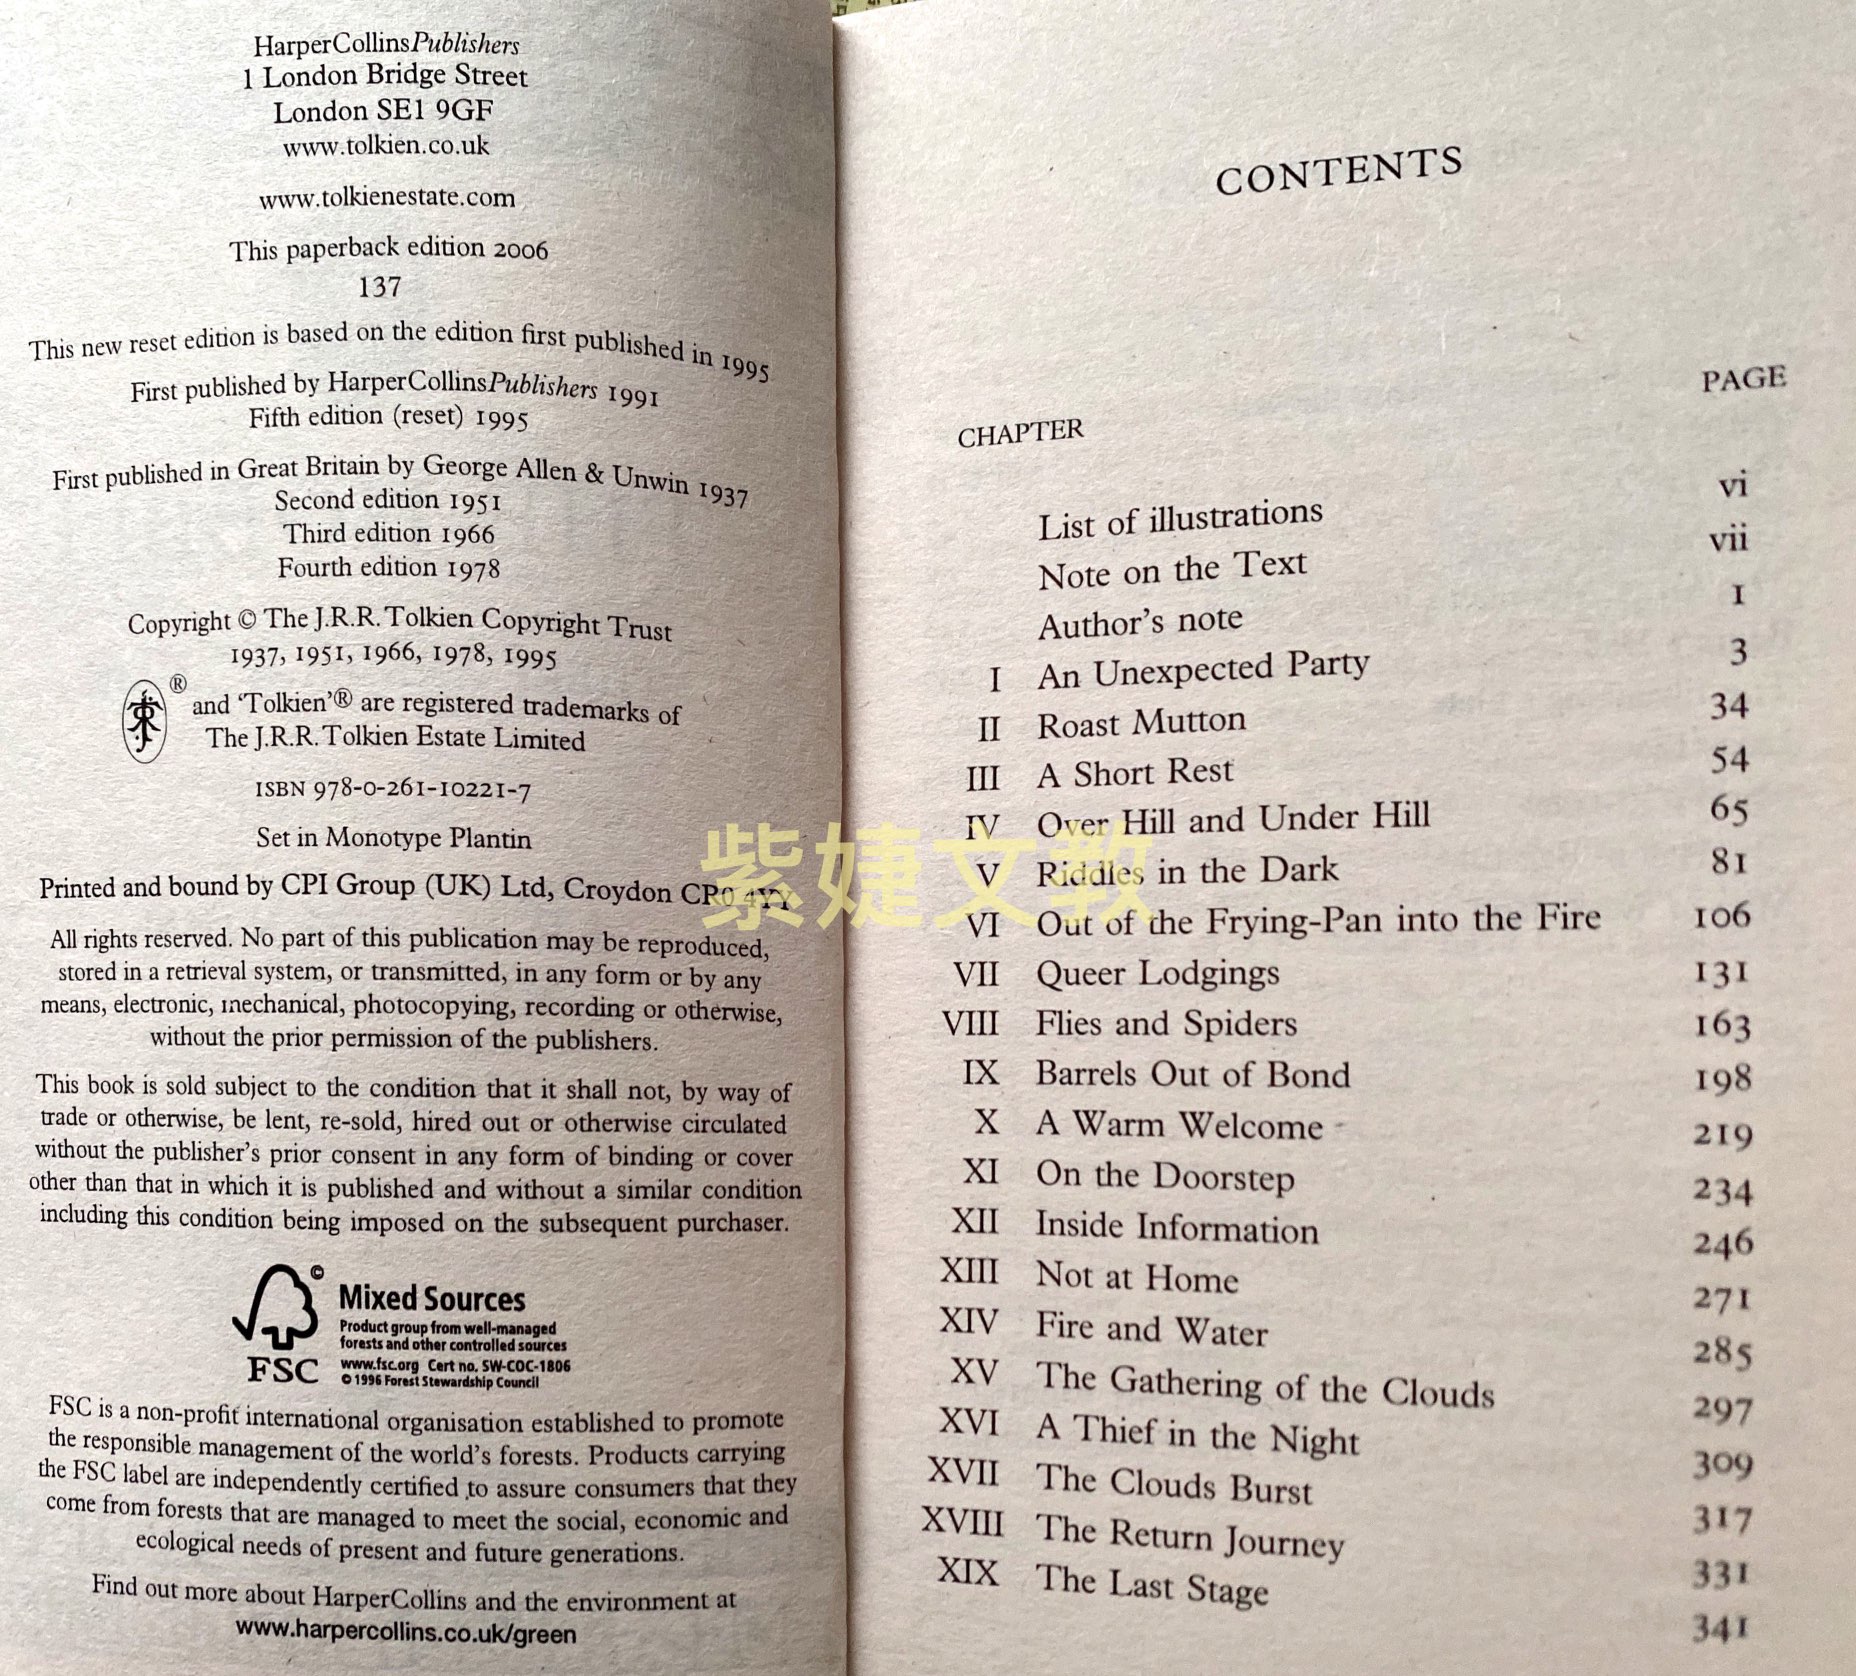 HarperCollinsPublishers
1 London Bridge Street
London SE1 9GF
www.tolkien.co.uk
www.tolkienestate.com
This paperback edition 2006
137
This new reset edition is based on the edition first published in 1995
First published by HarperCollinsPublishers 1991
Fifth edition (reset) 1995
First published in Great Britain by George Allen & Unwin 1937
Second edition 1951
Third edition 1966
Fourth edition 1978
Copyright © The J.R.R. Tolkien Copyright Trust
1937, 1951, 1966, 1978, 1995
® and ‘Tolkien’® are registered trademarks of
The J.R.R. Tolkien Estate Limited
ISBN 978-0-261-10221-7
Set in Monotype Plantin
Printed and bound by CPI Group (UK) Ltd, Croydon CR0 4YY
All rights reserved. No part of this publication may be reproduced,
stored in a retrieval system, or transmitted, in any form or by any
means, electronic, mechanical, photocopying, recording or otherwise,
without the prior permission of the publishers.
This book is sold subject to the condition that it shall not, by way of
trade or otherwise, be lent, re-sold, hired out or otherwise circulated
without the publisher’s prior consent in any form of binding or cover
other than that in which it is published and without a similar condition
including this condition being imposed on the subsequent purchaser.
©
FSC
Mixed Sources
Product group from well-managed
forests and other controlled sources
www.fsc.org Cert no. SW-COC-1806
© 1996 Forest Stewardship Council
FSC is a non-profit international organisation established to promote
the responsible management of the world’s forests. Products carrying
the FSC label are independently certified to assure consumers that they
come from forests that are managed to meet the social, economic and
ecological needs of present and future generations.
Find out more about HarperCollins and the environment at
www.harpercollins.co.uk/green
CONTENTS
CHAPTER PAGE
List of illustrations vi
Note on the Text vii
Author’s note 1
I An Unexpected Party 3
II Roast Mutton 34
III A Short Rest 54
IV Over Hill and Under Hill 65
V Riddles in the Dark 81
VI Out of the Frying-Pan into the Fire 106
VII Queer Lodgings 131
VIII Flies and Spiders 163
IX Barrels Out of Bond 198
X A Warm Welcome 219
XI On the Doorstep 234
XII Inside Information 246
XIII Not at Home 271
XIV Fire and Water 285
XV The Gathering of the Clouds 297
XVI A Thief in the Night 309
XVII The Clouds Burst 317
XVIII The Return Journey 331
XIX The Last Stage 341
紫婕文教